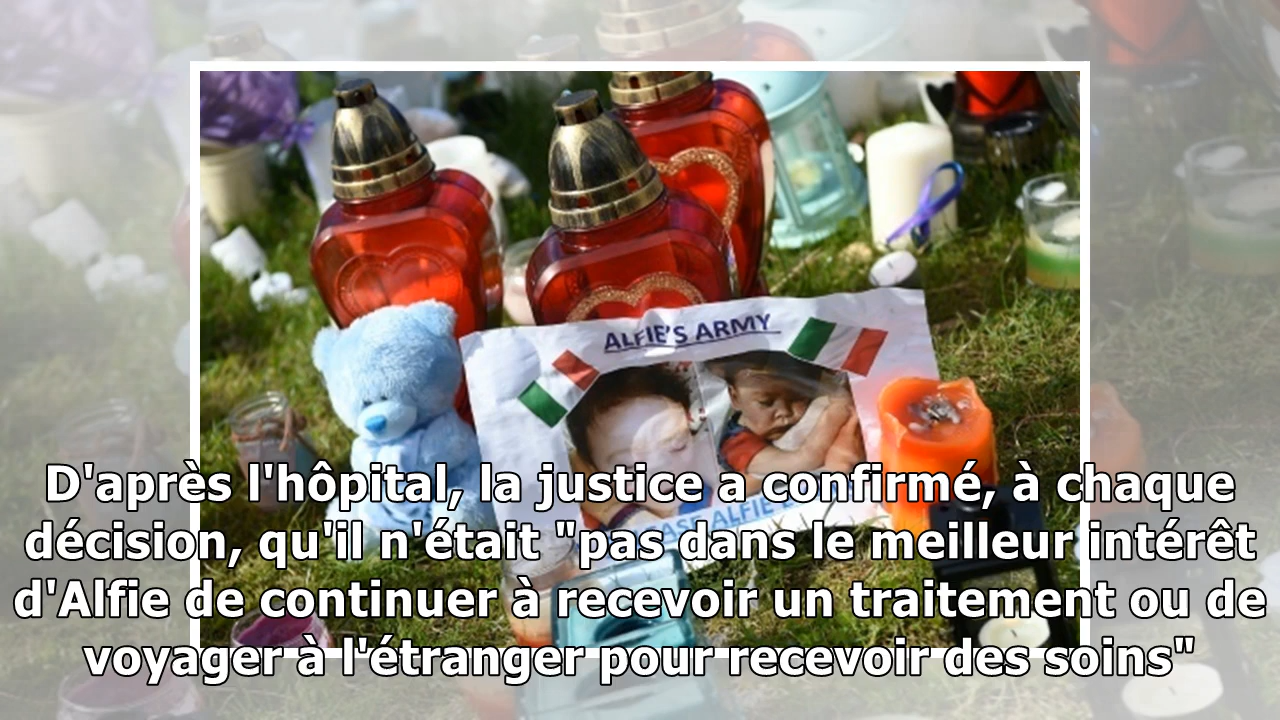 ALFIE'S ARMY
D'après l'hôpital, la justice a confirmé, à chaque
décision, qu'il n'était "pas dans le meilleur intérêt
d'Alfie de continuer à recevoir un traitement ou de
voyager à l'étranger pour recevoir des soins"